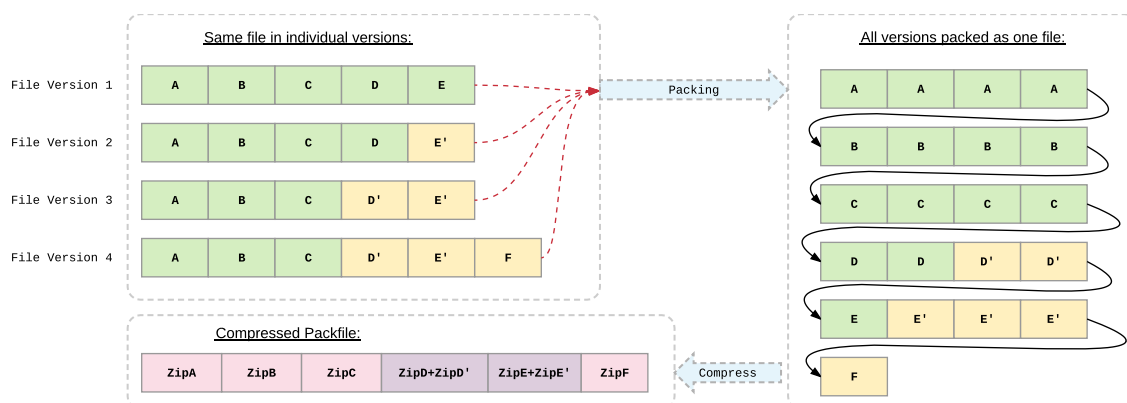 Same file in individual versions:
File Version 1 A B C D E
File Version 2 A B C D E'
File Version 3 A B C D' E'
File Version 4 A B C D' E' F
Packing
All versions packed as one file:
A A A A
B B B B
C C C C
D D D' D'
E E' E' E'
F
Compress
Compressed Packfile:
ZipA ZipB ZipC ZipD+ZipD' ZipE+ZipE' ZipF